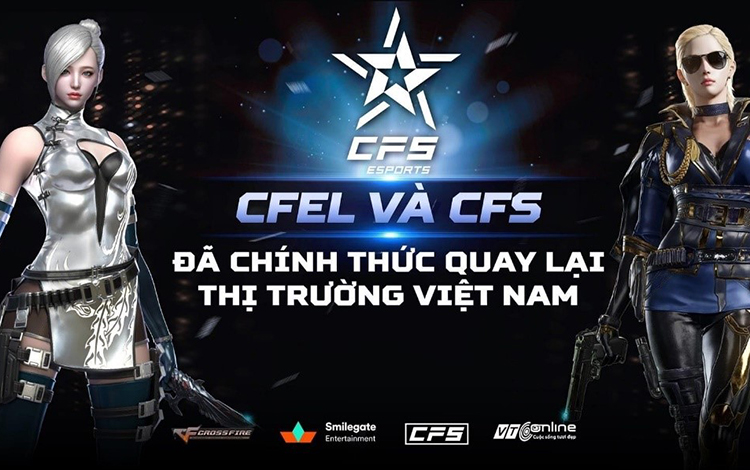 CFS
ESPORTS
CFEL VÀ CFS
ĐÃ CHÍNH THỨC QUAY LẠI
THỊ TRƯỜNG VIỆT NAM
CROSSFIRE
Smilegate
Entertainment
CFS
VTC online
Cuộc sống tươi đẹp